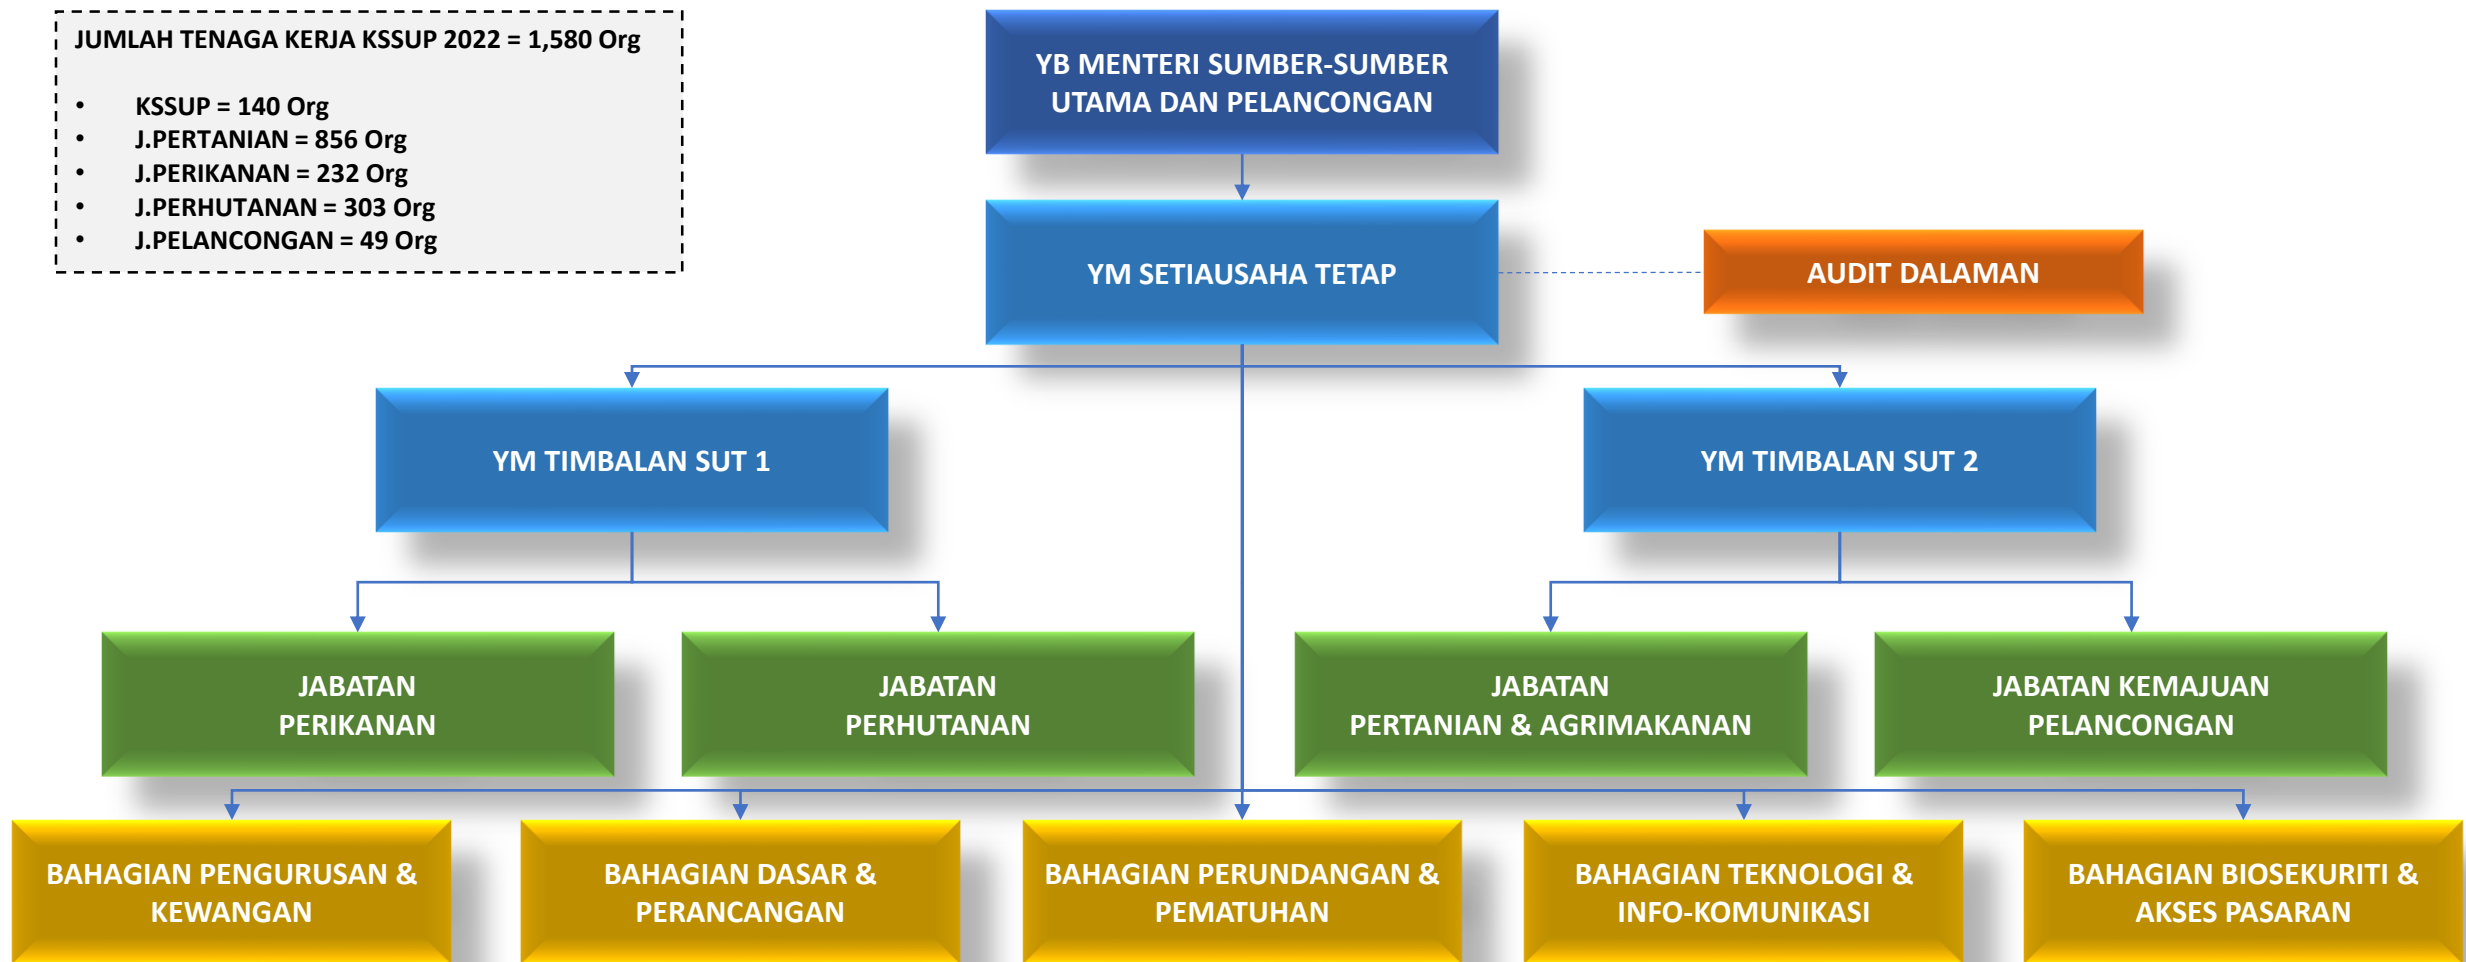 JUMLAH TENAGA KERJA KSSUP 2022 = 1,580 Org
• KSSUP = 140 Org
• J.PERTANIAN = 856 Org
• J.PERIKANAN = 232 Org
• J.PERHUTANAN = 303 Org
• J.PELANCONGAN = 49 Org
YB MENTERI SUMBER-SUMBER
UTAMA DAN PELANCONGAN
YM SETIAUSAHA TETAP
AUDIT DALAMAN
YM TIMBALAN SUT 1
YM TIMBALAN SUT 2
JABATAN
PERIKANAN
JABATAN
PERHUTANAN
JABATAN
PERTANIAN & AGRIMAKANAN
JABATAN KEMAJUAN
PELANCONGAN
BAHAGIAN PENGURUSAN &
KEWANGAN
BAHAGIAN DASAR &
PERANCANGAN
BAHAGIAN PERUNDANGAN &
PEMATUHAN
BAHAGIAN TEKNOLOGI &
INFO-KOMUNIKASI
BAHAGIAN BIOSEKURITI &
AKSES PASARAN